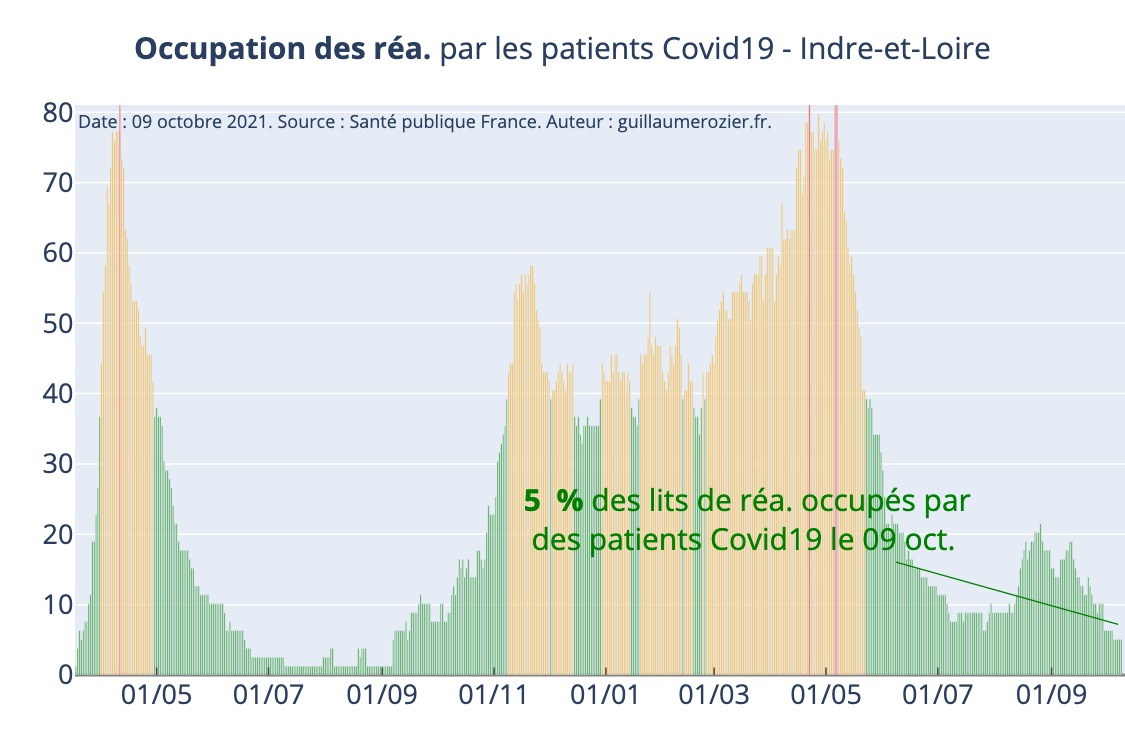 Occupation des réa. par les patients Covid19 - Indre-et-Loire
80
Date : 09 octobre 2021. Source : Santé publique France. Auteur : guillaumerozier.fr.
70
60
50
40
30
5 % des lits de réa. occupés par
20
des patients Covid19 le 09 oct.
10
0
01/05 01/07 01/09 01/11 01/01 01/03 01/05 01/07 01/09